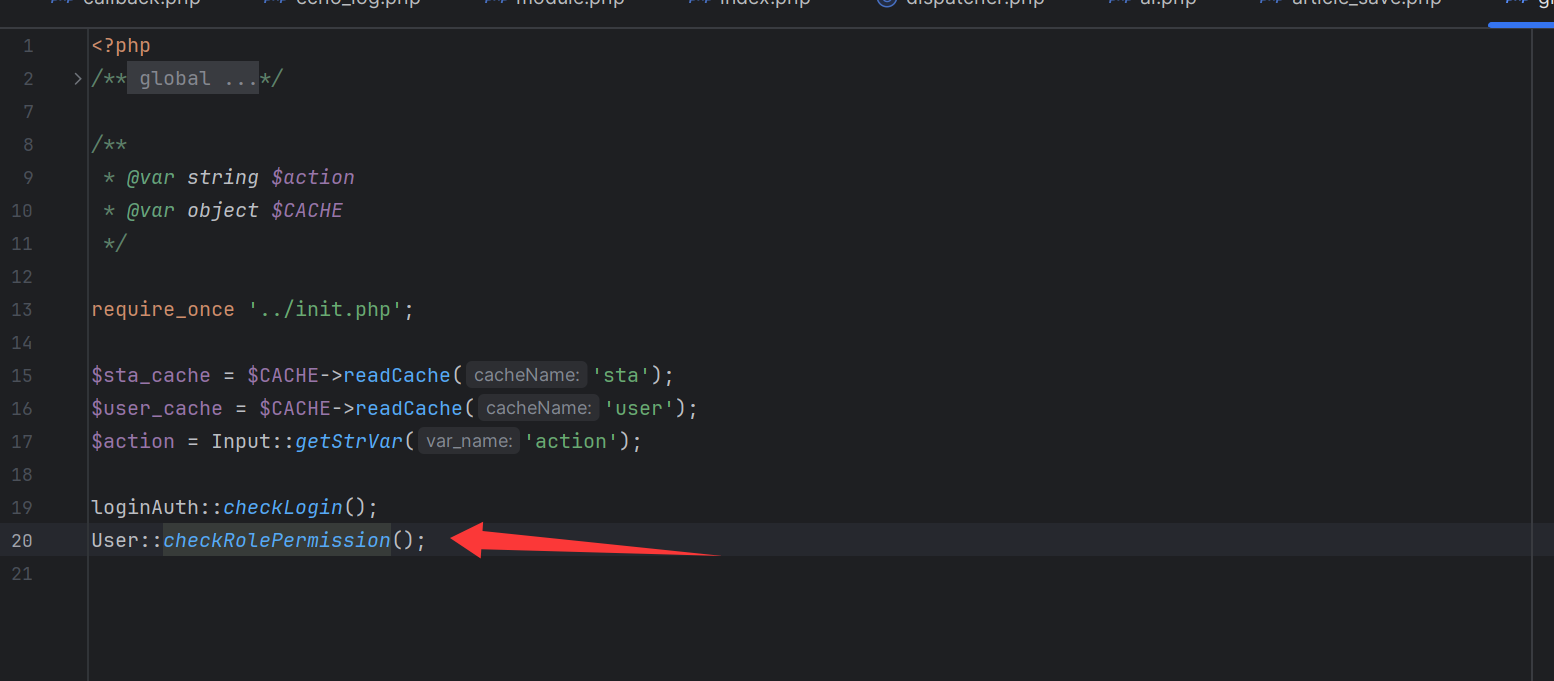 callback.php echo_log.php module.php index.php dispatcher.php ai.php article_save.php
1 <?php
2 /** global ...*/
7
8 /**
9  * @var string $action
10  * @var object $CACHE
11  */
12
13 require_once '../init.php';
14
15 $sta_cache = $CACHE->readCache( cacheName: 'sta');
16 $user_cache = $CACHE->readCache( cacheName: 'user');
17 $action = Input::getStrVar( var_name: 'action');
18
19 loginAuth::checkLogin();
20 User::checkRolePermission();
21